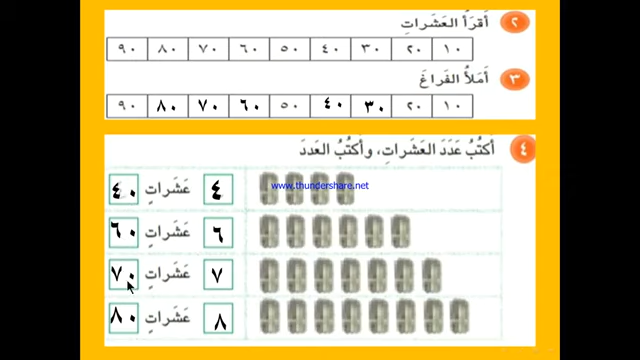 ٢ أَقرَأُ العَشَراتِ
١٠ ٢٠ ٣٠ ٤٠ ٥٠ ٦٠ ٧٠ ٨٠ ٩٠
٣ أَملَأُ الفَراغَ
١٠ ٢٠ ٣٠ ٤٠ ٥٠ ٦٠ ٧٠ ٨٠ ٩٠
٤ أَكتُبُ عَدَدَ العَشَراتِ، وأَكتُبُ العَدَدَ
www.thundershare.net
٤ عَشَراتٍ ٤٠
٦ عَشَراتٍ ٦٠
٧ عَشَراتٍ ٧٠
٨ عَشَراتٍ ٨٠